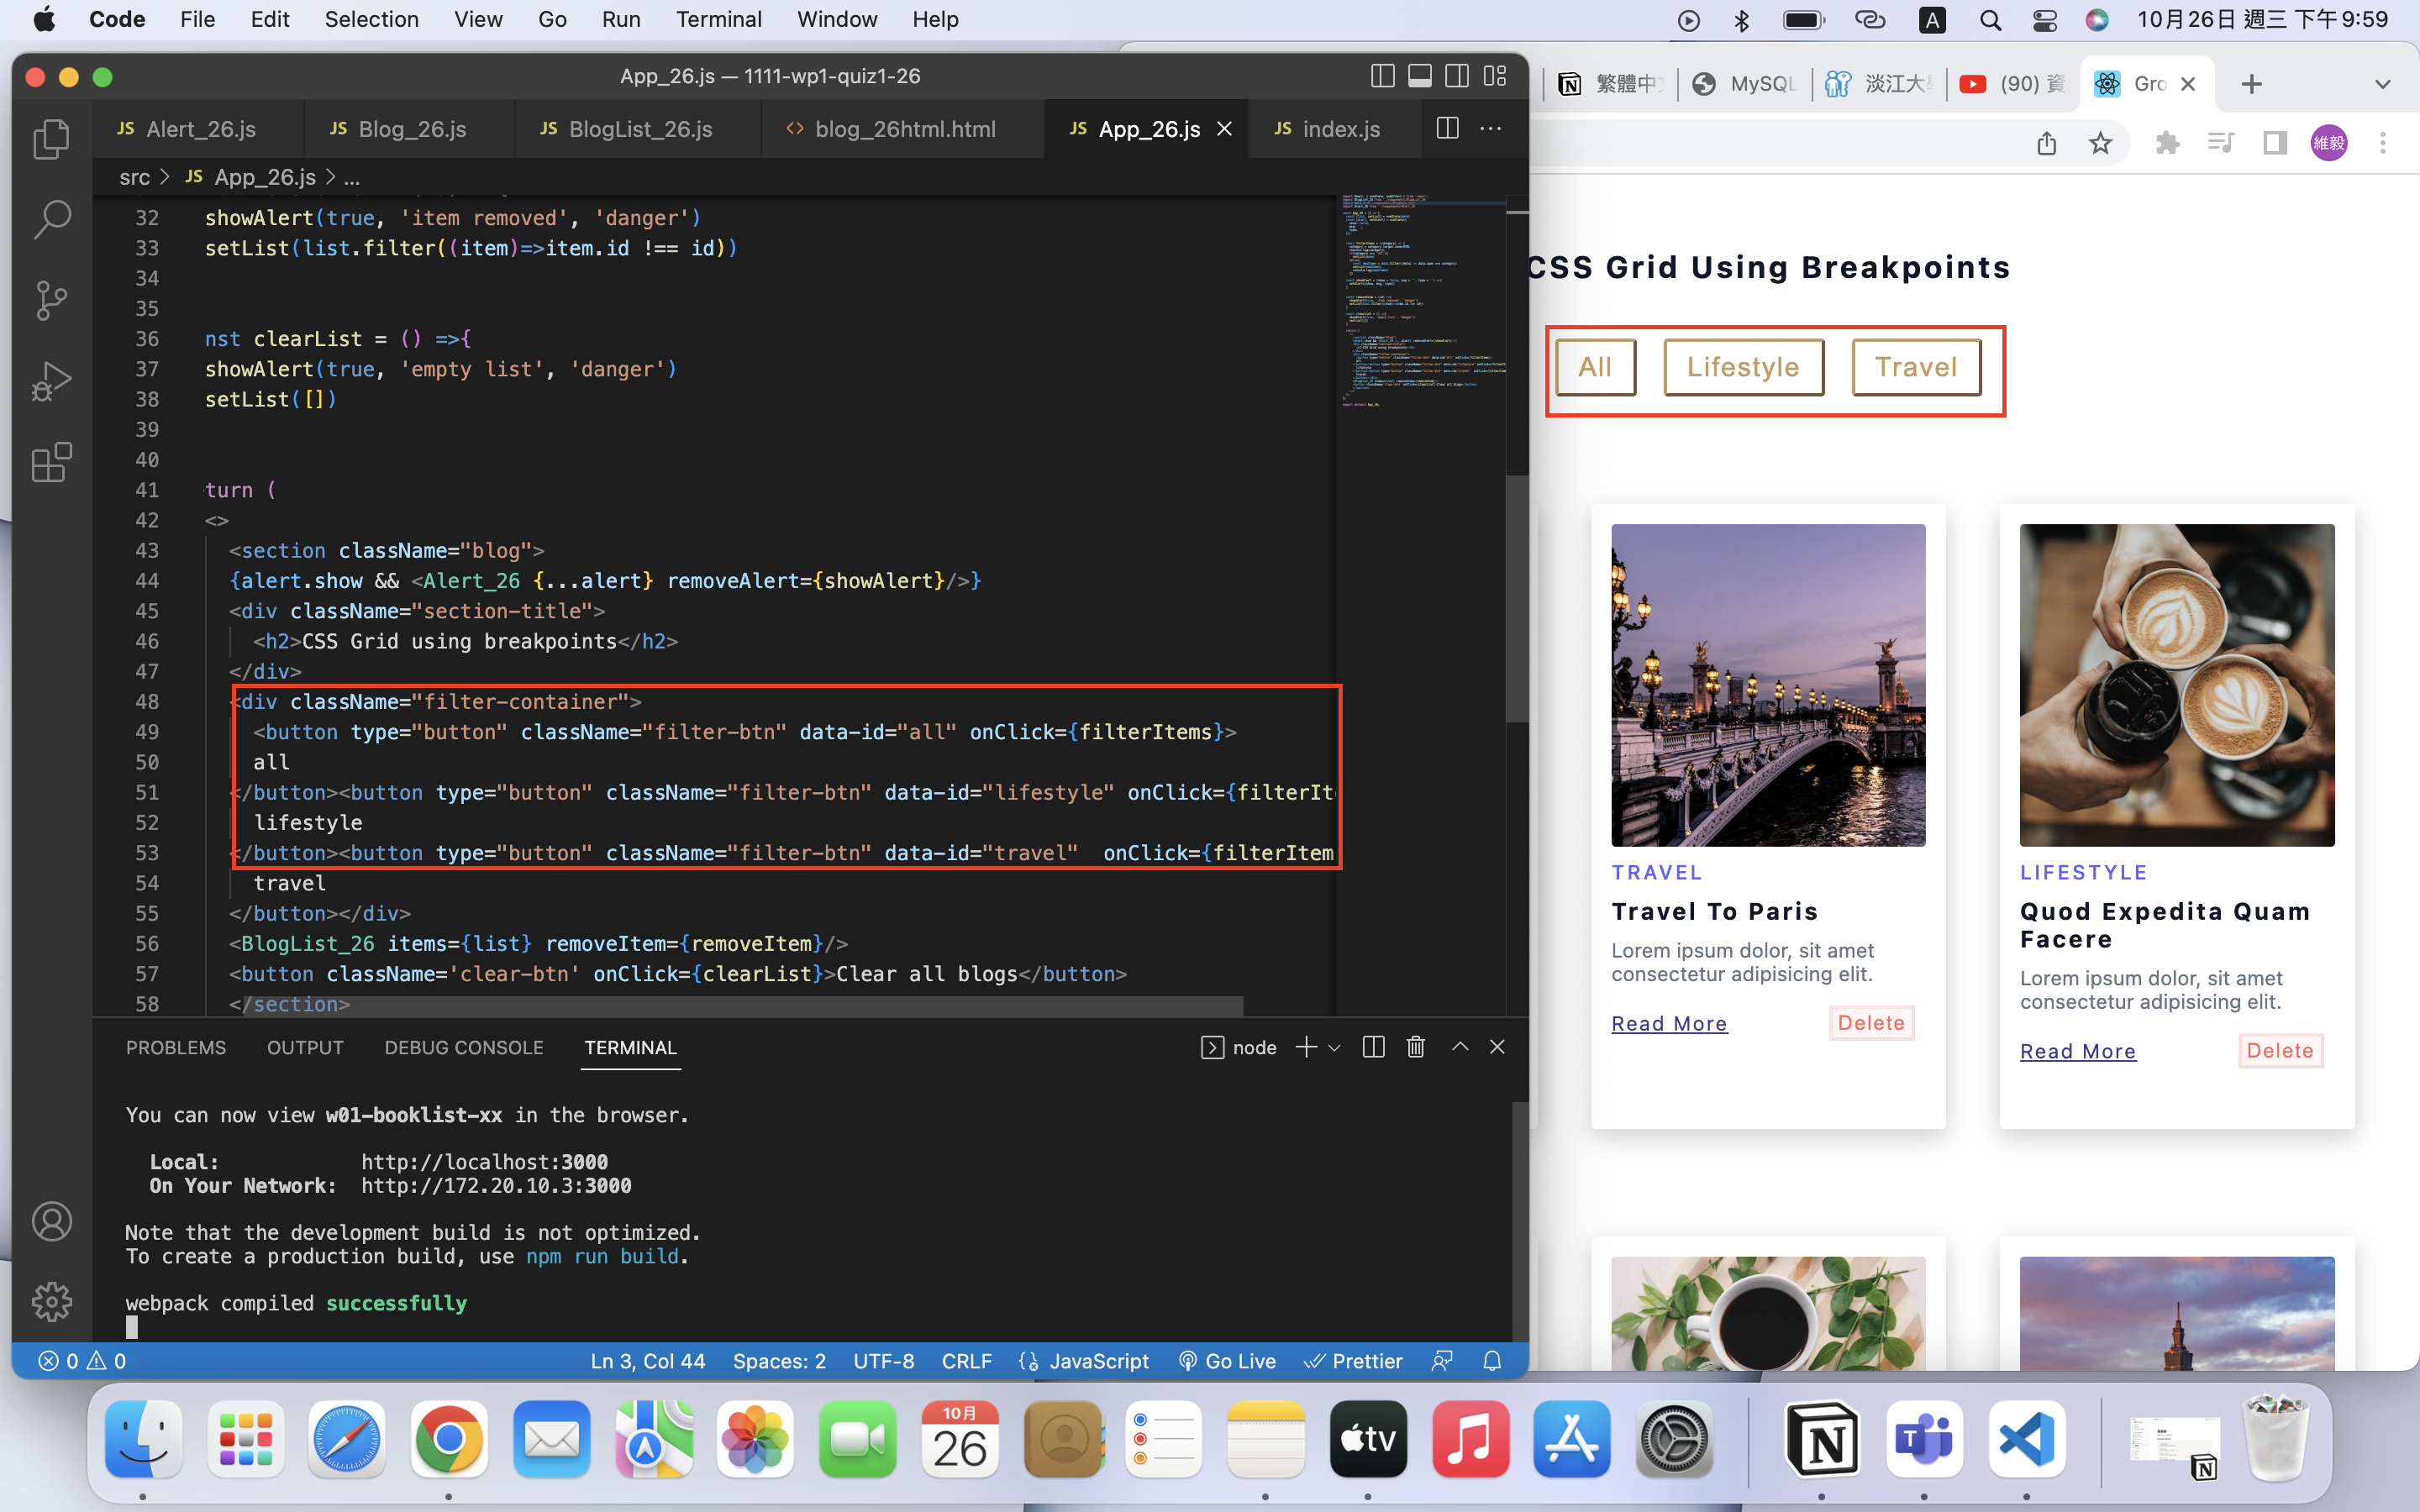 Code File Edit Selection View Go Run Terminal Window Help
A
10月26日 週三 下午9:59
App_26.js — 1111-wp1-quiz1-26
JS Alert_26.js
JS Blog_26.js
JS BlogList_26.js
<> blog_26html.html
JS App_26.js
JS index.js
src > JS App_26.js > ...
32 showAlert(true, 'item removed', 'danger')
33 setList(list.filter((item)=>item.id !== id))
34
35
36 nst clearList = () =>{
37 showAlert(true, 'empty list', 'danger')
38 setList([])
39
40
41 turn (
42 <>
43 <section className="blog">
44 {alert.show && <Alert_26 {...alert} removeAlert={showAlert}/>}
45 <div className="section-title">
46 <h2>CSS Grid using breakpoints</h2>
47 </div>
48 <div className="filter-container">
49 <button type="button" className="filter-btn" data-id="all" onClick={filterItems}>
50 all
51 </button><button type="button" className="filter-btn" data-id="lifestyle" onClick={filterIt
52 lifestyle
53 </button><button type="button" className="filter-btn" data-id="travel"  onClick={filterItem
54 travel
55 </button></div>
56 <BlogList_26 items={list} removeItem={removeItem}/>
57 <button className='clear-btn' onClick={clearList}>Clear all blogs</button>
58 </section>
PROBLEMS OUTPUT DEBUG CONSOLE TERMINAL
node
You can now view w01-booklist-xx in the browser.
Local: http://localhost:3000
On Your Network: http://172.20.10.3:3000
Note that the development build is not optimized.
To create a production build, use npm run build.
webpack compiled successfully
0 0
Ln 3, Col 44 Spaces: 2 UTF-8 CRLF JavaScript Go Live Prettier
繁體中
MySQL
淡江大
(90) 資
Gro
維毅
CSS Grid Using Breakpoints
All
Lifestyle
Travel
TRAVEL
Travel To Paris
Lorem ipsum dolor, sit amet
consectetur adipisicing elit.
Read More
Delete
LIFESTYLE
Quod Expedita Quam
Facere
Lorem ipsum dolor, sit amet
consectetur adipisicing elit.
Read More
Delete
10月
26
tv
N
T
N